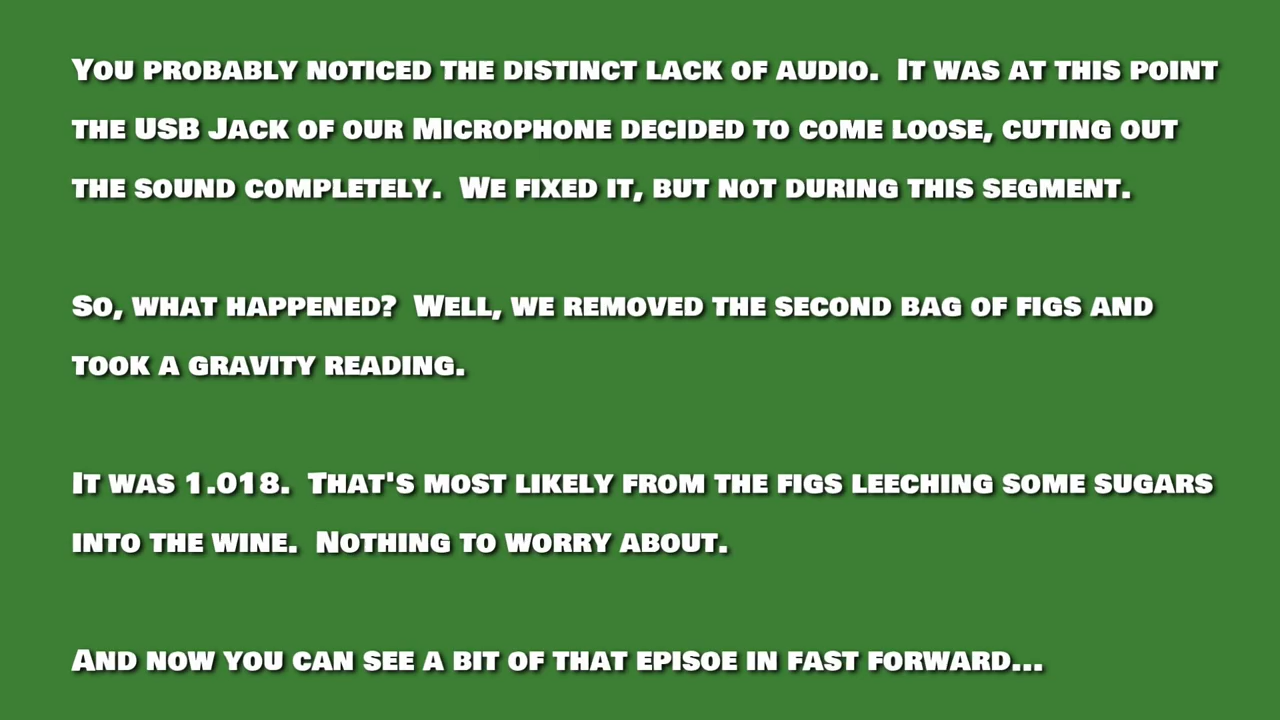 You probably noticed the distinct lack of audio.  It was at this point
the USB Jack of our Microphone decided to come loose, cuting out
the sound completely.  We fixed it, but not during this segment.
So, what happened?  Well, we removed the second bag of figs and
took a gravity reading.
It was 1.018.  That's most likely from the figs leeching some sugars
into the wine.  Nothing to worry about.
And now you can see a bit of that episoe in fast forward...